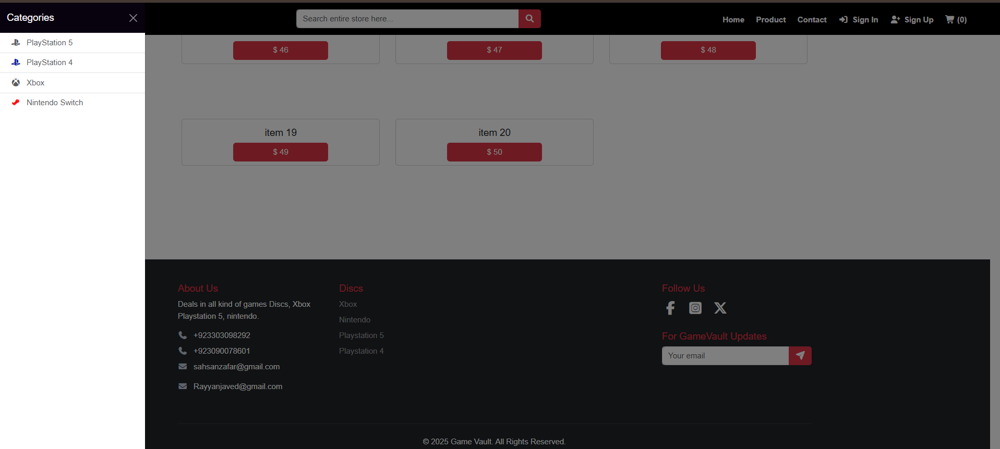 Categories
Search entire store here...
Home Product Contact Sign In Sign Up (0)
PlayStation 5
PlayStation 4
Xbox
Nintendo Switch
$ 46 $ 47 $ 48
item 19 item 20
$ 49 $ 50
About Us
Deals in all kind of games Discs, Xbox
Playstation 5, nintendo.
+923303098292
+923090078601
sahsanzafar@gmail.com
Rayyanjaved@gmail.com
Discs
Xbox
Nintendo
Playstation 5
Playstation 4
Follow Us
For GameVault Updates
Your email
© 2025 Game Vault. All Rights Reserved.